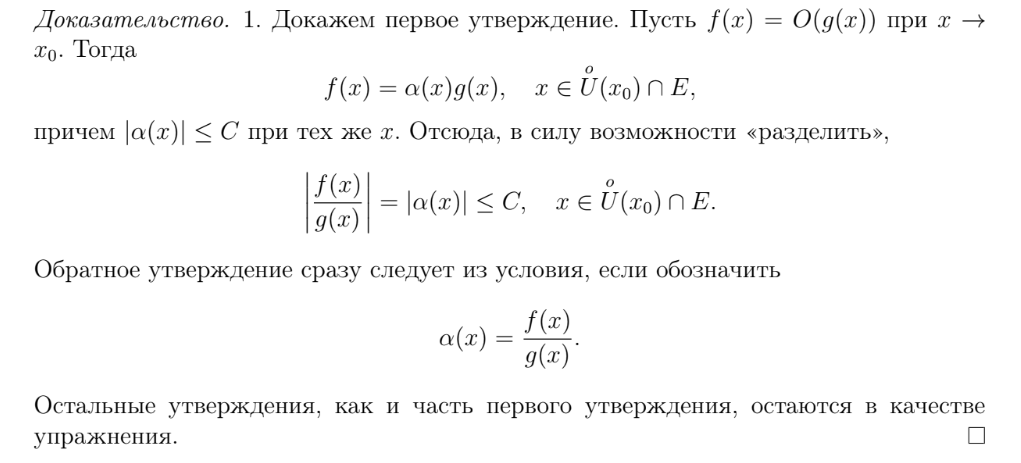 Доказательство. 1. Докажем первое утверждение. Пусть f(x) = O(g(x)) при x →
x₀. Тогда
f(x) = α(x)g(x), x ∈ Ů(x₀) ∩ E,
причем |α(x)| ≤ C при тех же x. Отсюда, в силу возможности «разделить»,
|f(x)/g(x)| = |α(x)| ≤ C, x ∈ Ů(x₀) ∩ E.
Обратное утверждение сразу следует из условия, если обозначить
α(x) = f(x)/g(x).
Остальные утверждения, как и часть первого утверждения, остаются в качестве
упражнения. □